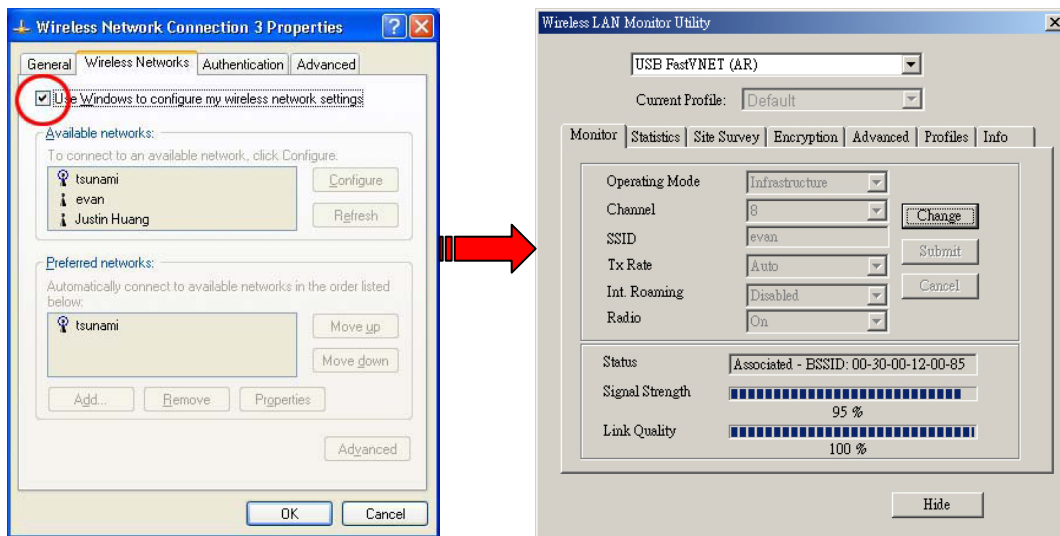 Wireless Network Connection 3 Properties
General Wireless Networks Authentication Advanced
Use Windows to configure my wireless network settings
Available networks:
To connect to an available network, click Configure.
tsunami
evan
Justin Huang
Configure
Refresh
Preferred networks:
Automatically connect to available networks in the order listed
below:
tsunami
Move up
Move down
Add... Remove Properties
Advanced
OK Cancel
Wireless LAN Monitor Utility
USB FastVNET (AR)
Current Profile: Default
Monitor Statistics Site Survey Encryption Advanced Profiles Info
Operating Mode Infrastructure
Channel 8
SSID evan
Tx Rate Auto
Int. Roaming Disabled
Radio On
Change
Submit
Cancel
Status Associated - BSSID: 00-30-00-12-00-85
Signal Strength
95 %
Link Quality
100 %
Hide